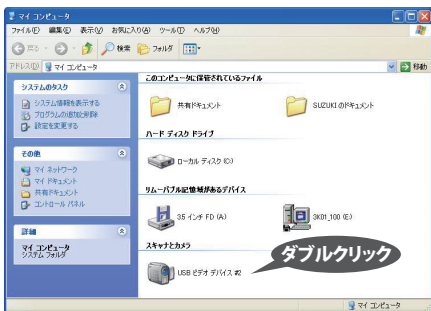 マイ コンピュータ
ファイル(F) 編集(E) 表示(V) お気に入り(A) ツール(T) ヘルプ(H)
戻る 検索 フォルダ
アドレス(D) マイ コンピュータ 移動
システムのタスク
システム情報を表示する
プログラムの追加と削除
設定を変更する
その他
マイ ネットワーク
マイ ドキュメント
共有ドキュメント
コントロール パネル
詳細
マイ コンピュータ
システム フォルダ
このコンピュータに保管されているファイル
共有ドキュメント SUZUKI のドキュメント
ハード ディスク ドライブ
ローカル ディスク (C:)
リムーバブル記憶域があるデバイス
3.5 インチ FD (A:) 3K01_100 (E:)
スキャナとカメラ
ダブルクリック
USB ビデオ デバイス #2
マイ コンピュータ